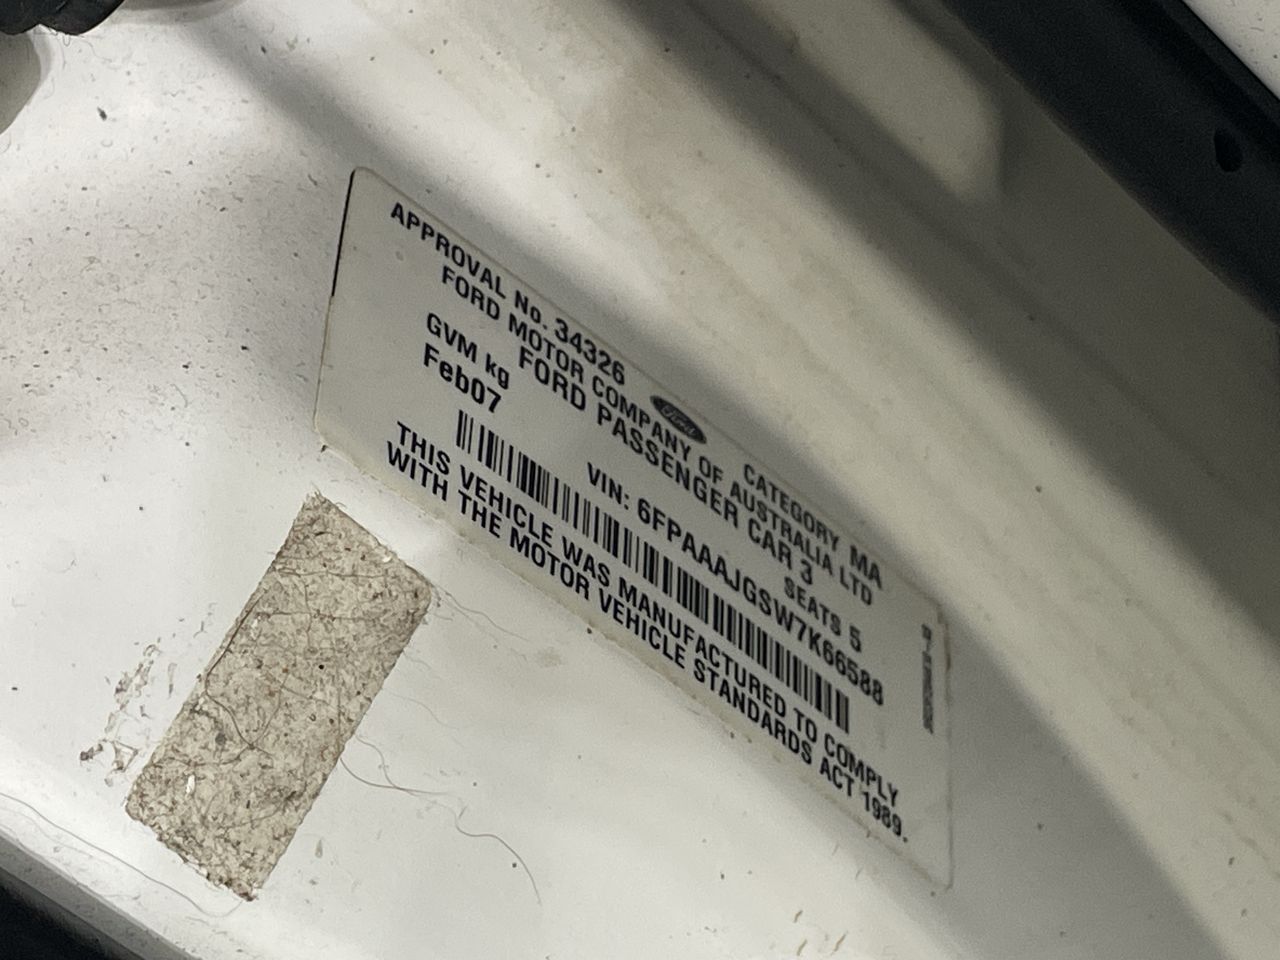 APPROVAL No. 34326 Ford CATEGORY MA
FORD MOTOR COMPANY OF AUSTRALIA LTD
FORD PASSENGER CAR 3
GVM kg SEATS 5
Feb07 VIN: 6FPAAAJGSW7K66588
THIS VEHICLE WAS MANUFACTURED TO COMPLY
WITH THE MOTOR VEHICLE STANDARDS ACT 1989.